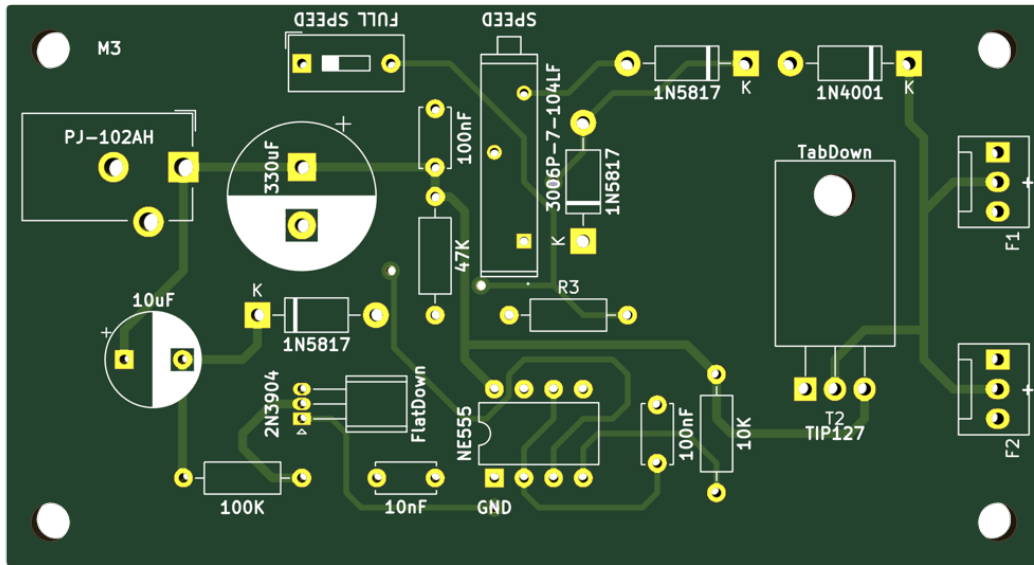 FULL SPEED
SPEED
M3
PJ-102AH
330uF
+
100nF
3006P-7-104LF
1N5817
K
1N4001
K
1N5817
K
TabDown
+
F1
47K
10uF
+
K
1N5817
R3
2N3904
FlatDown
NE555
100nF
10K
T2
TIP127
+
F2
100K
10nF
GND